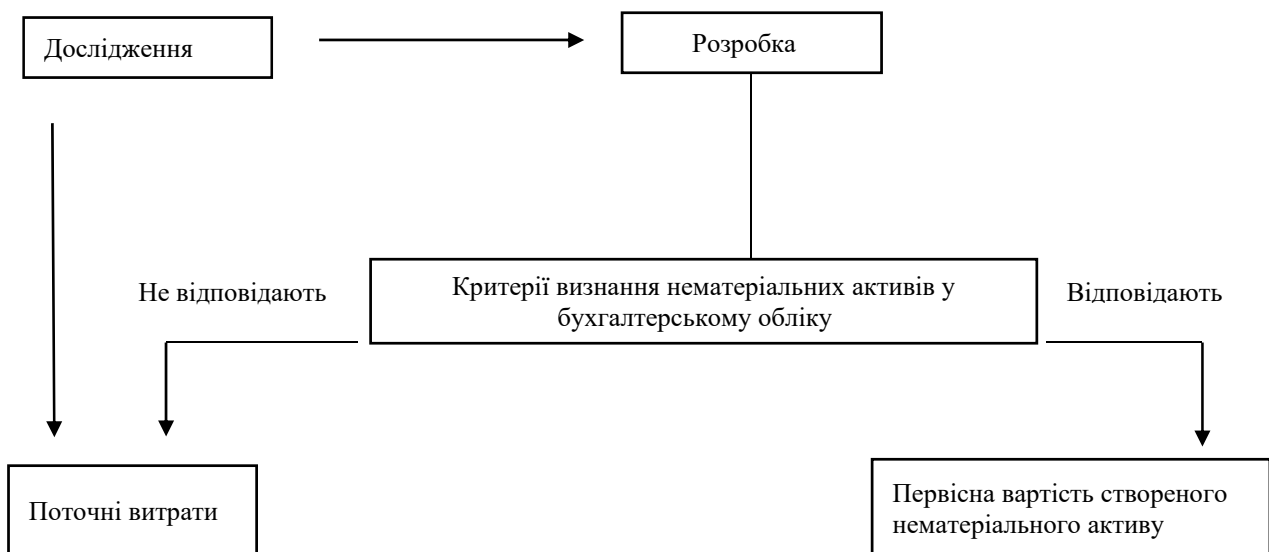 Дослідження
Розробка
Не відповідають
Критерії визнання нематеріальних активів у
бухгалтерському обліку
Відповідають
Поточні витрати
Первісна вартість створеного
нематеріального активу